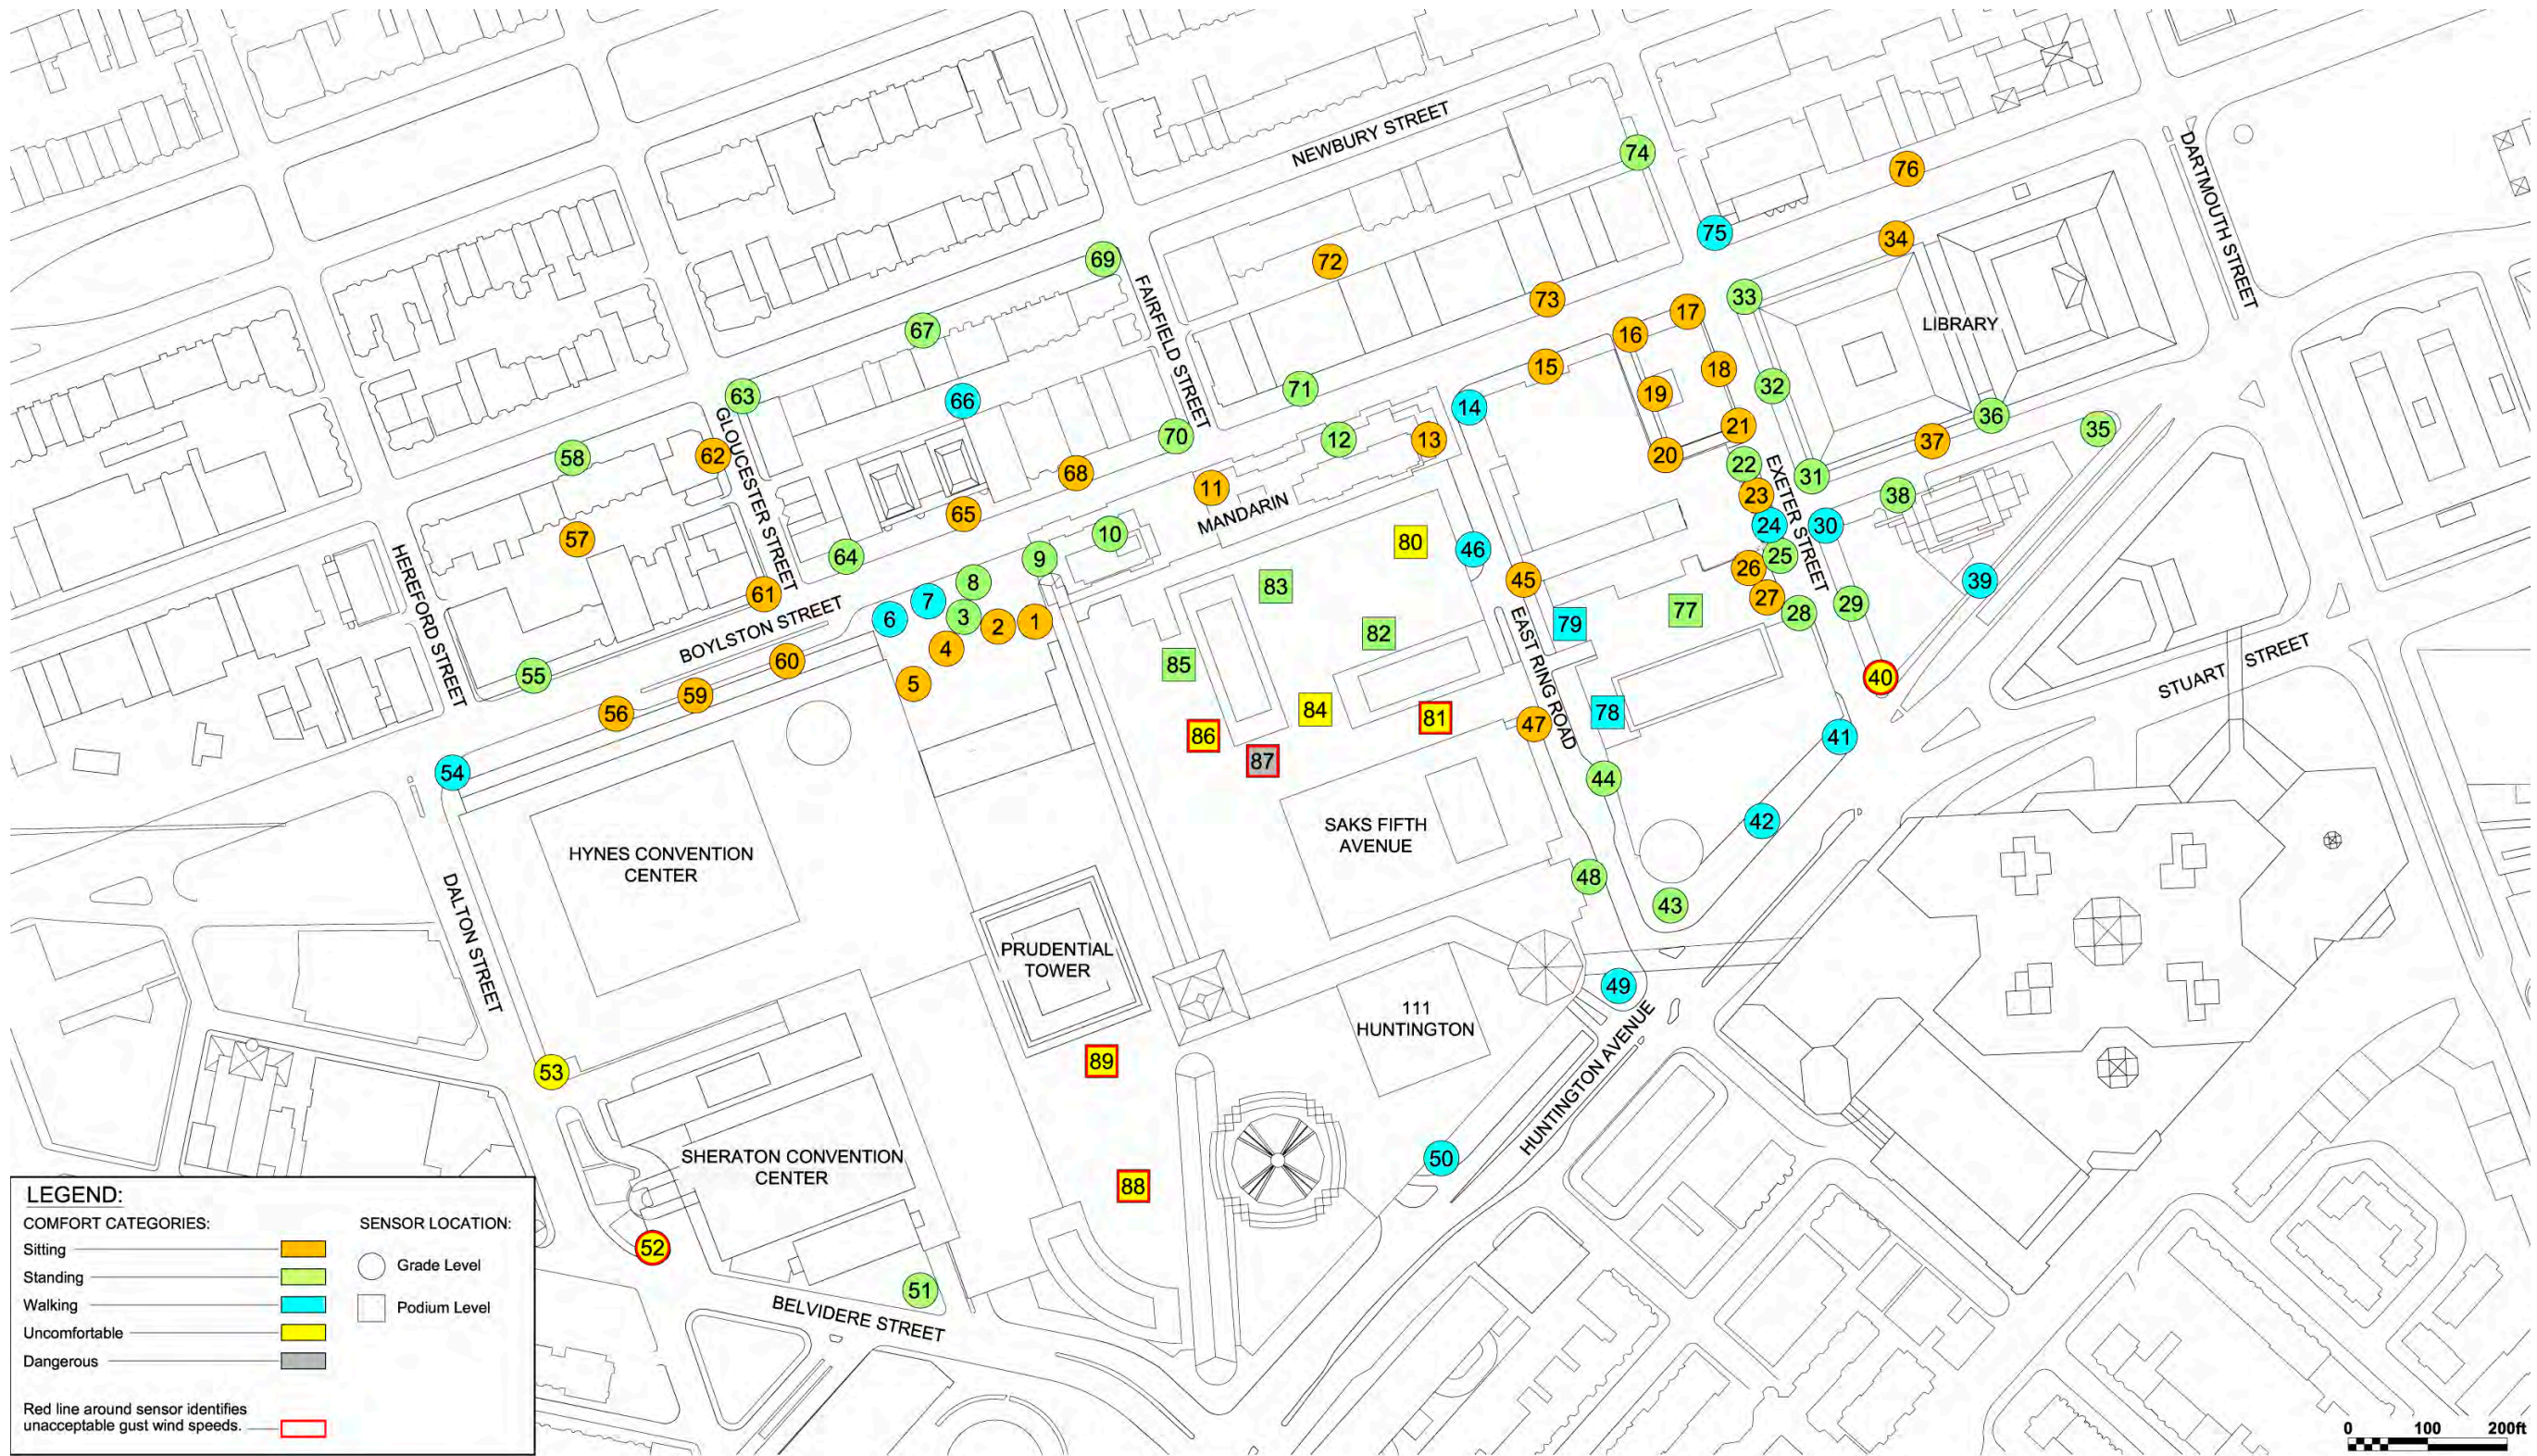 NEWBURY STREET
74
76
DARTMOUTH STREET
75
34
69
72
FAIRFIELD STREET
73
33
17
LIBRARY
67
16
15
18
32
63
66
71
19
14
GLOUCESTER STREET
36
35
58
62
70
12
13
21
37
20
68
22
EXETER STREET
31
11
23
38
65
MANDARIN
24
30
57
HEREFORD STREET
64
10
9
80
46
25
26
45
39
8
83
61
BOYLSTON STREET
7
6
3
2
1
27
29
28
77
79
EAST RING ROAD
82
4
60
85
5
55
40
STUART STREET
59
56
84
81
47
78
86
41
87
54
44
42
SAKS FIFTH
AVENUE
HYNES CONVENTION
CENTER
48
43
DALTON STREET
PRUDENTIAL
TOWER
49
111
HUNTINGTON
HUNTINGTON AVENUE
53
89
50
SHERATON CONVENTION
CENTER
88
52
51
BELVIDERE STREET
LEGEND:
COMFORT CATEGORIES:
Sitting
Standing
Walking
Uncomfortable
Dangerous
Red line around sensor identifies
unacceptable gust wind speeds.
SENSOR LOCATION:
Grade Level
Podium Level
0 100 200ft